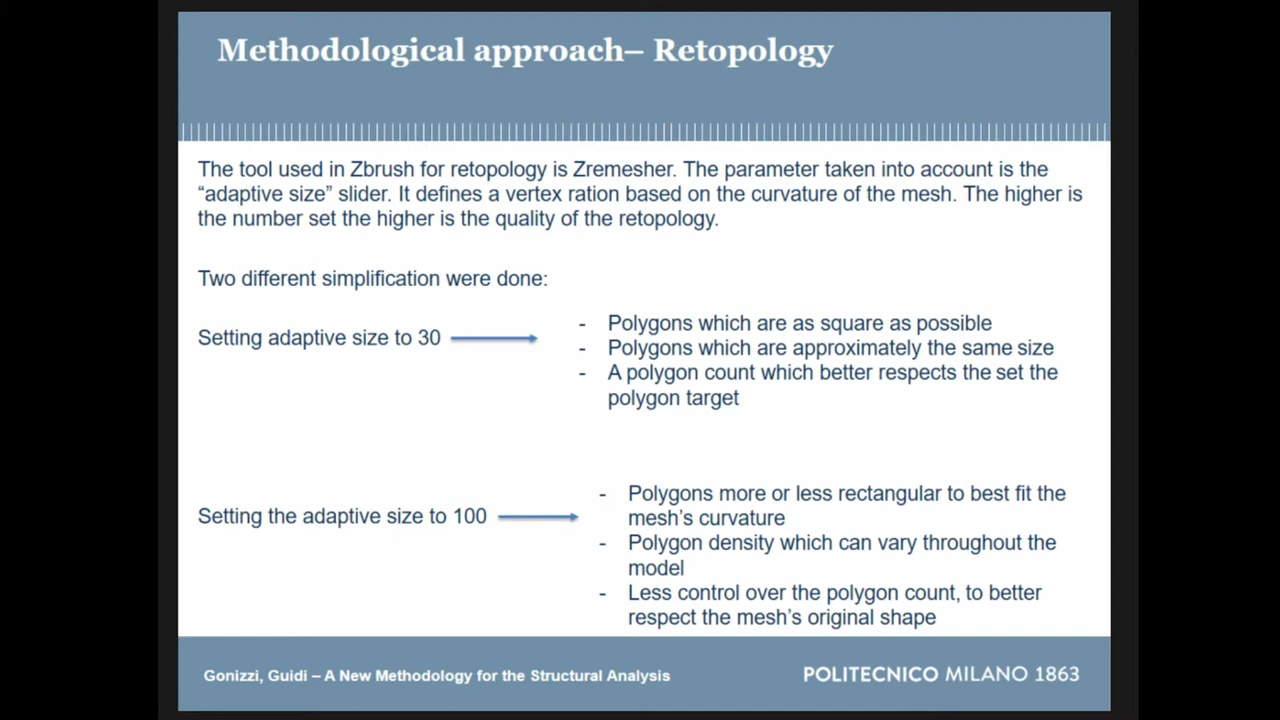 Methodological approach– Retopology
The tool used in Zbrush for retopology is Zremesher. The parameter taken into account is the
“adaptive size” slider. It defines a vertex ration based on the curvature of the mesh. The higher is
the number set the higher is the quality of the retopology.
Two different simplification were done:
Setting adaptive size to 30
- Polygons which are as square as possible
- Polygons which are approximately the same size
- A polygon count which better respects the set the
polygon target
Setting the adaptive size to 100
- Polygons more or less rectangular to best fit the
mesh’s curvature
- Polygon density which can vary throughout the
model
- Less control over the polygon count, to better
respect the mesh’s original shape
Gonizzi, Guidi – A New Methodology for the Structural Analysis
POLITECNICO MILANO 1863